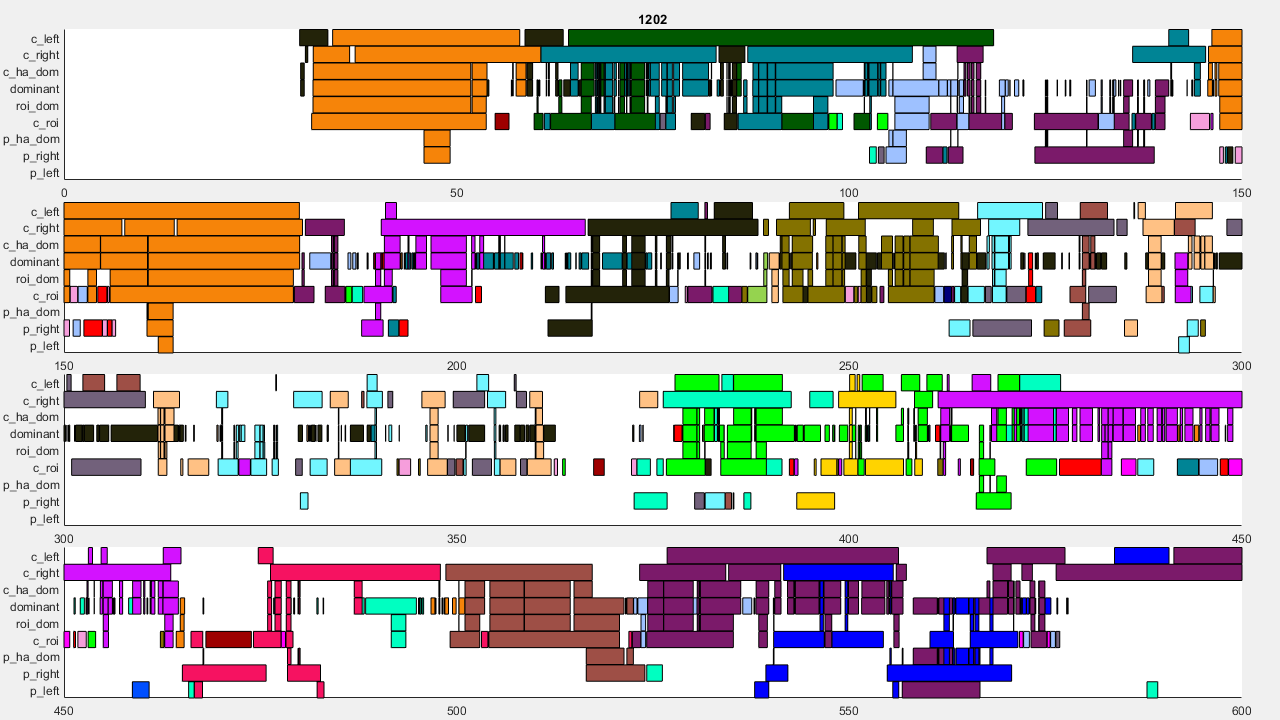 1202
c_left
c_right
c_ha_dom
dominant
roi_dom
c_roi
p_ha_dom
p_right
p_left
0 50 100 150
c_left
c_right
c_ha_dom
dominant
roi_dom
c_roi
p_ha_dom
p_right
p_left
150 200 250 300
c_left
c_right
c_ha_dom
dominant
roi_dom
c_roi
p_ha_dom
p_right
p_left
300 350 400 450
c_left
c_right
c_ha_dom
dominant
roi_dom
c_roi
p_ha_dom
p_right
p_left
450 500 550 600